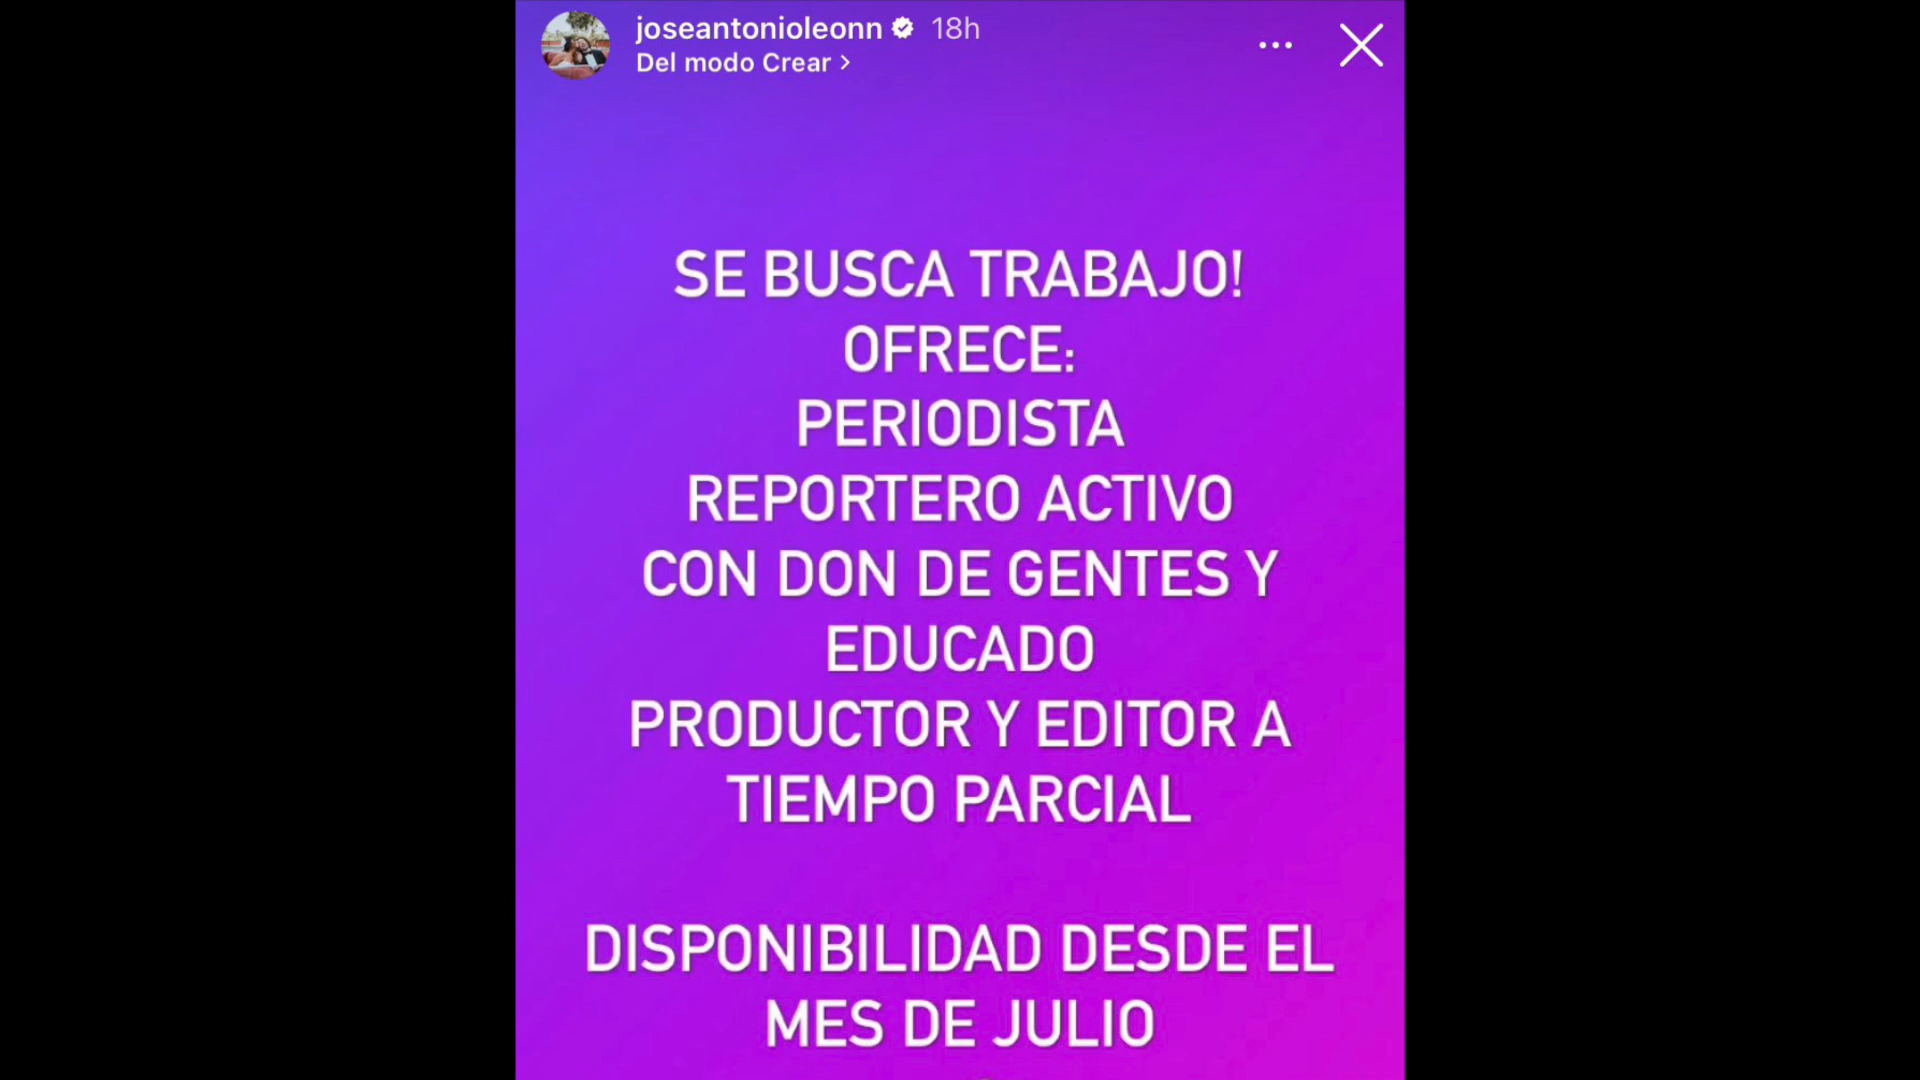 joseantonioleonn 18h
Del modo Crear >
SE BUSCA TRABAJO!
OFRECE:
PERIODISTA
REPORTERO ACTIVO
CON DON DE GENTES Y
EDUCADO
PRODUCTOR Y EDITOR A
TIEMPO PARCIAL
DISPONIBILIDAD DESDE EL
MES DE JULIO